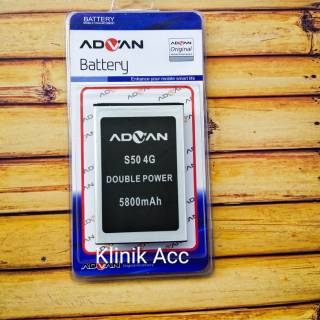 BATTERY
ADVAN
Battery
ADVAN
Original
Enhance your mobile smart life
ADVAN
S50 4G
DOUBLE POWER
5800mAh
Klinik Acc
ADVAN